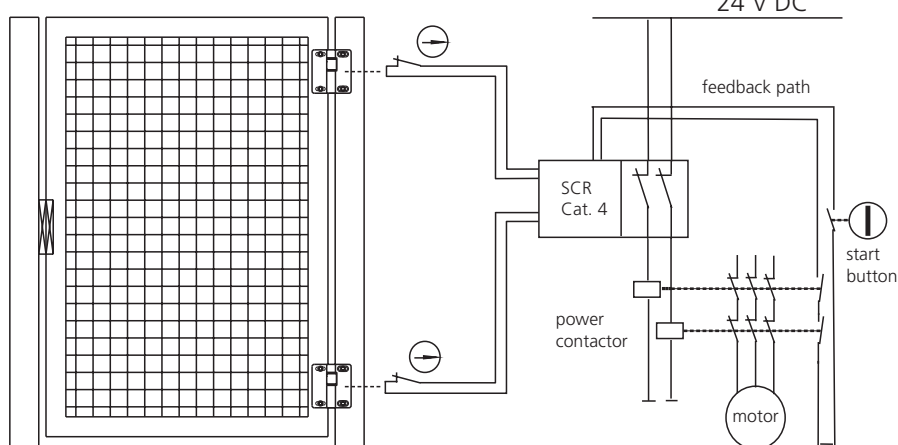 24 V DC
feedback path
SCR
Cat. 4
start
button
power
contactor
motor